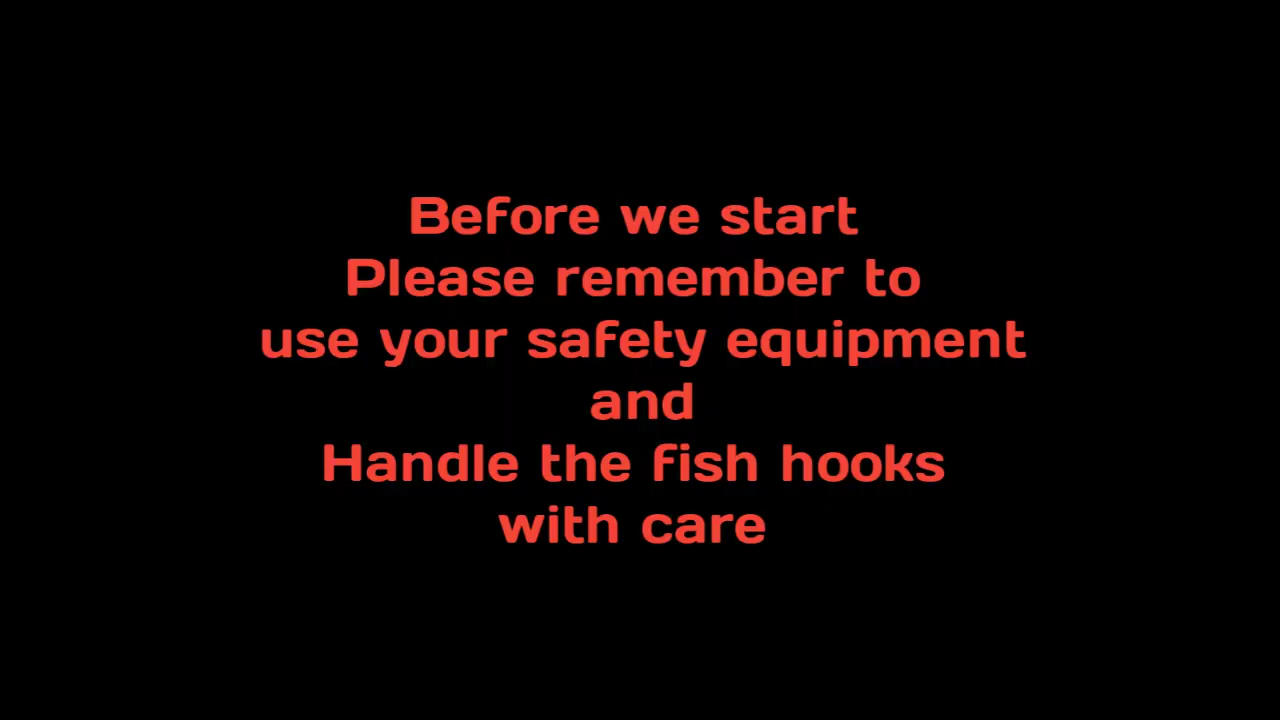 Before we start
Please remember to
use your safety equipment
and
Handle the fish hooks
with care